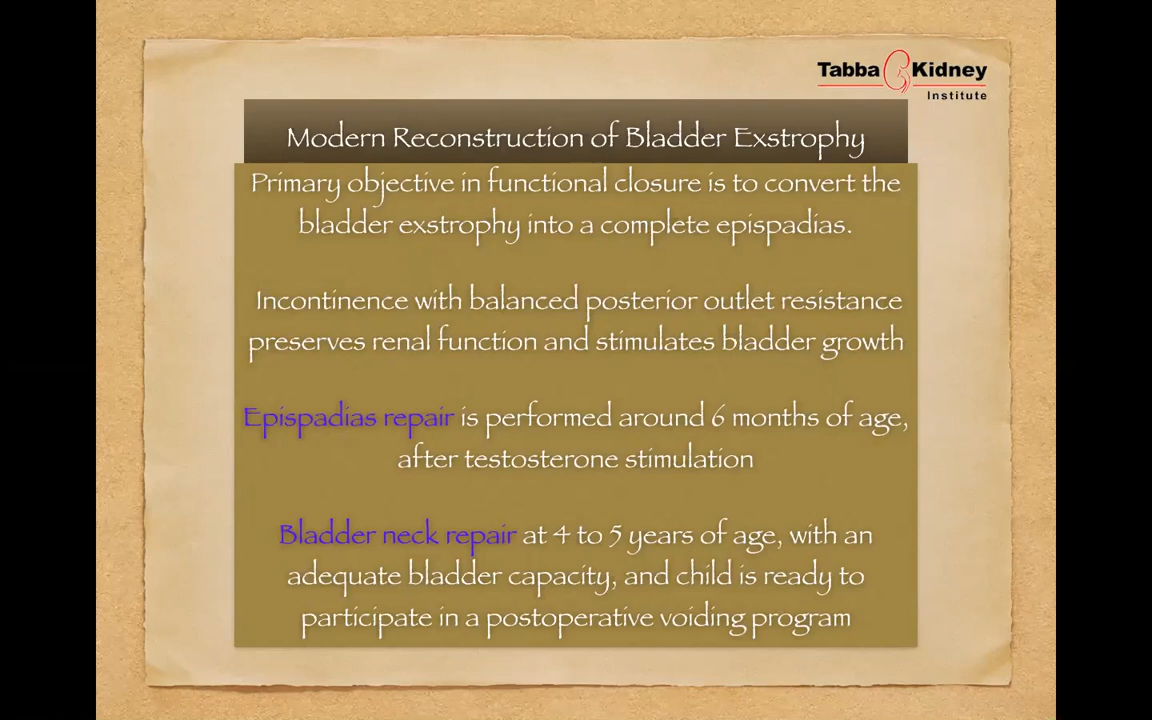 Tabba Kidney
Institute
Modern Reconstruction of Bladder Exstrophy
Primary objective in functional closure is to convert the
bladder exstrophy into a complete epispadias.
Incontinence with balanced posterior outlet resistance
preserves renal function and stimulates bladder growth
Epispadias repair is performed around 6 months of age,
after testosterone stimulation
Bladder neck repair at 4 to 5 years of age, with an
adequate bladder capacity, and child is ready to
participate in a postoperative voiding program